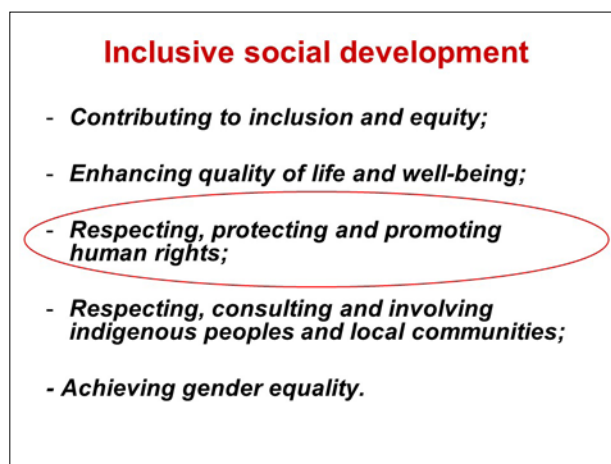 Inclusive social development
- Contributing to inclusion and equity;
- Enhancing quality of life and well-being;
- Respecting, protecting and promoting
human rights;
- Respecting, consulting and involving
indigenous peoples and local communities;
- Achieving gender equality.